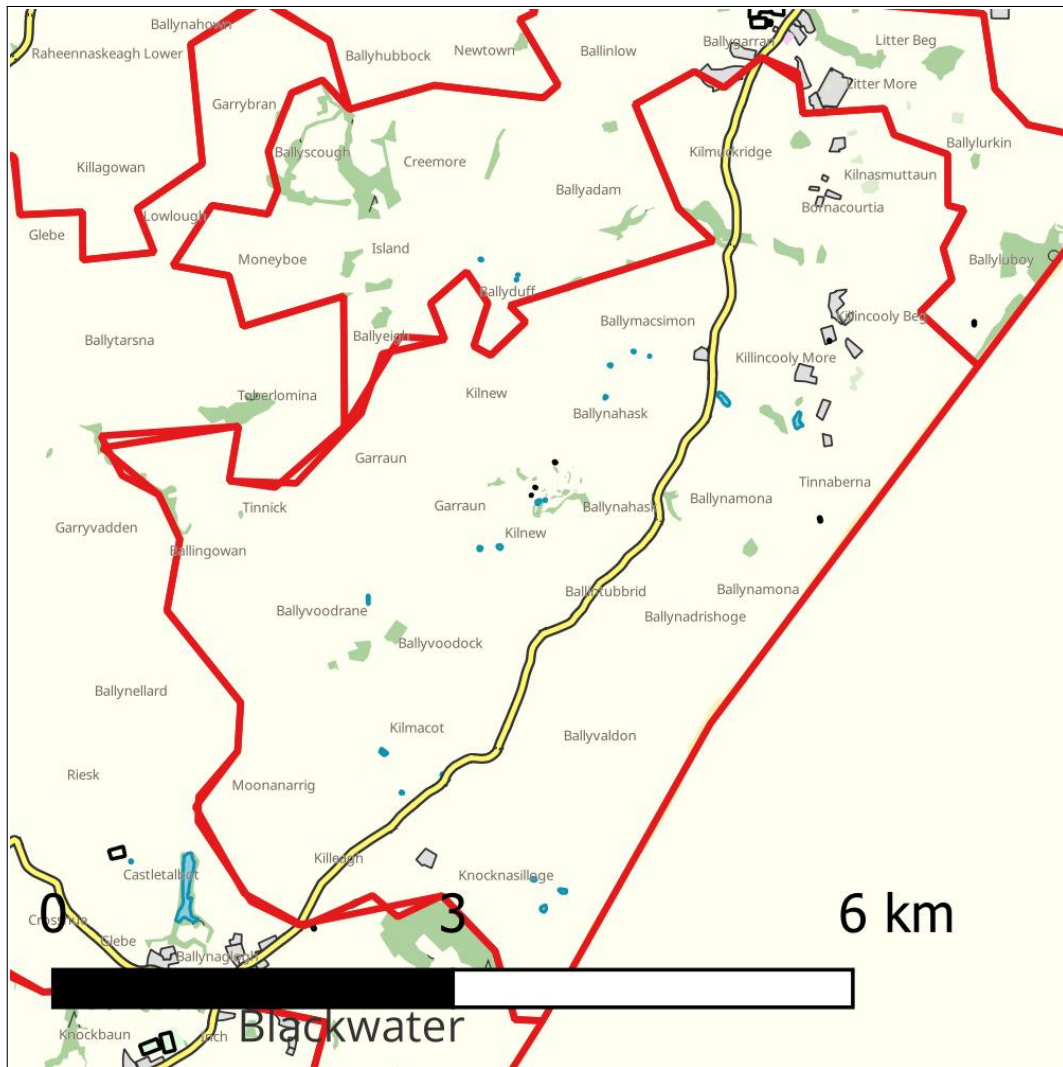 Ballynahown
Raheennaskeagh Lower
Ballyhubbock
Newtown
Ballinlow
Ballygarran
Litter Beg
Litter More
Garrybran
Killagowan
Ballyscough
Creemore
Kilmuckridge
Ballylurkin
Kilnasmuttaun
Ballyadam
Bornacourtia
Lowlough
Glebe
Island
Moneyboe
Ballyluboy
Ballyduff
Killincooly Beg
Ballymacsimon
Ballytarsna
Ballyeigh
Killincooly More
Toberlomina
Kilnew
Ballynahask
Garraun
Tinnaberna
Ballynamona
Tinnick
Garraun
Ballynahask
Garryvadden
Kilnew
Ballingowan
Ballintubbrid
Ballynamona
Ballyvoodrane
Ballynadrishoge
Ballyvoodock
Ballynellard
Kilmacot
Ballyvaldon
Riesk
Moonanarrig
Killeagh
Castletalbot
Knocknasilloge
0
3
6 km
Glebe
Ballynaglogh
Blackwater
Knockbaun
Inch